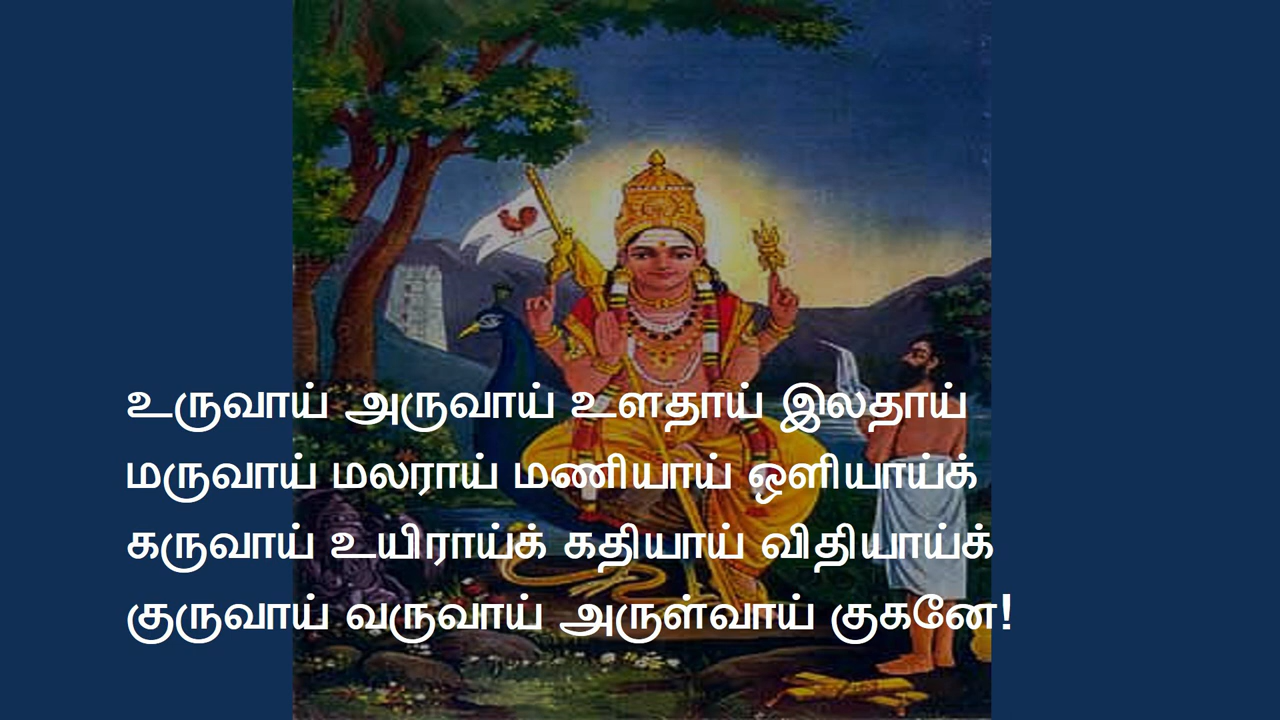 உருவாய் அருவாய் உளதாய் இலதாய்
மருவாய் மலராய் மணியாய் ஒளியாய்க்
கருவாய் உயிராய்க் கதியாய் விதியாய்க்
குருவாய் வருவாய் அருள்வாய் குகனே!